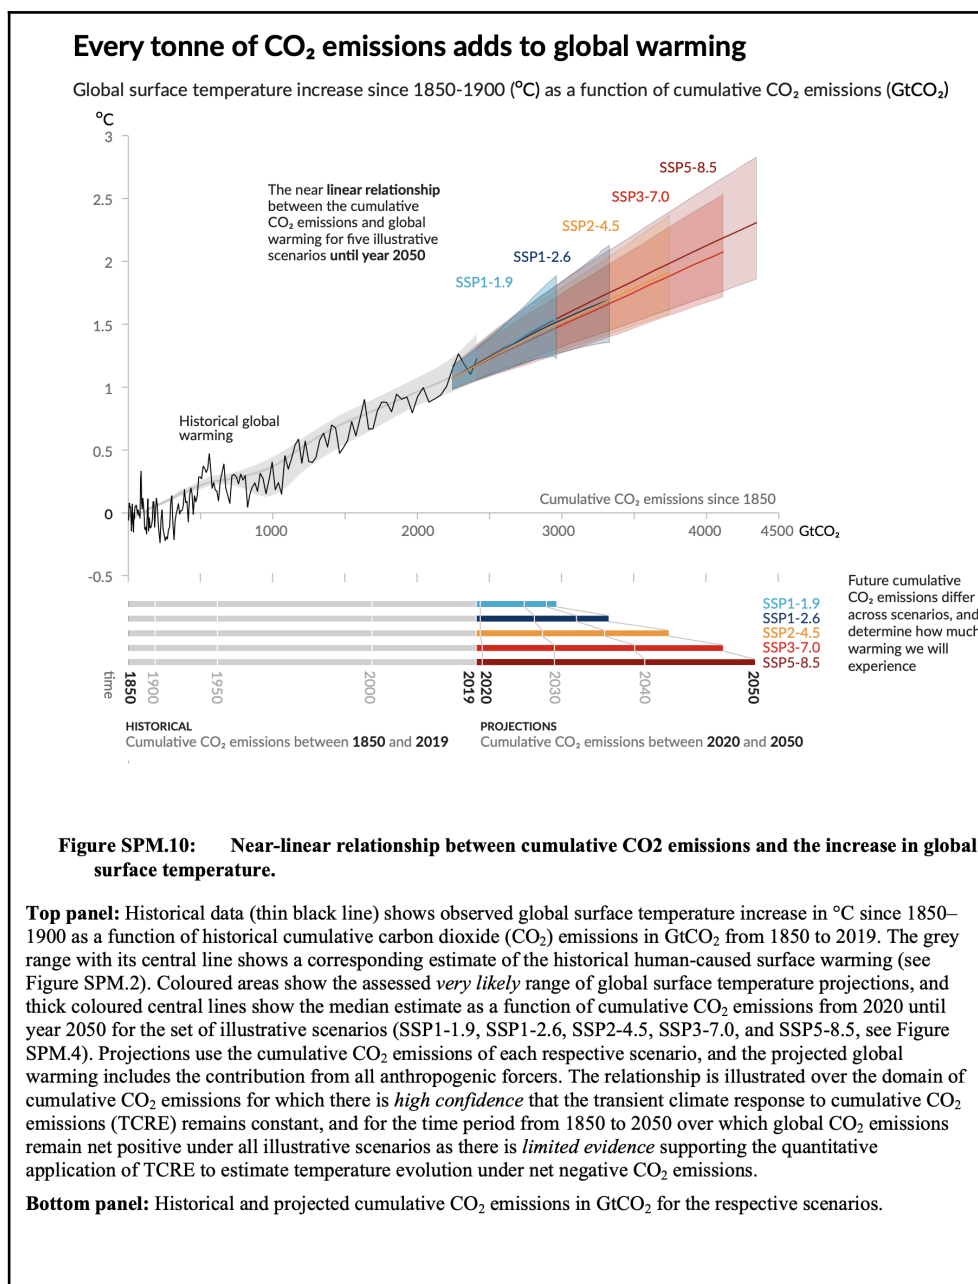 Every tonne of CO₂ emissions adds to global warming
Global surface temperature increase since 1850-1900 (°C) as a function of cumulative CO₂ emissions (GtCO₂)
°C
3
2.5
2
1.5
1
0.5
0
-0.5
The near linear relationship
between the cumulative
CO₂ emissions and global
warming for five illustrative
scenarios until year 2050
SSP5-8.5
SSP3-7.0
SSP2-4.5
SSP1-2.6
SSP1-1.9
Historical global
warming
Cumulative CO₂ emissions since 1850
1000
2000
3000
4000
4500 GtCO₂
SSP1-1.9
SSP1-2.6
SSP2-4.5
SSP3-7.0
SSP5-8.5
Future cumulative
CO₂ emissions differ
across scenarios, and
determine how much
warming we will
experience
time
1850
1900
1950
2000
2019
2020
2030
2040
2050
HISTORICAL
Cumulative CO₂ emissions between 1850 and 2019
PROJECTIONS
Cumulative CO₂ emissions between 2020 and 2050
Figure SPM.10: Near-linear relationship between cumulative CO2 emissions and the increase in global
surface temperature.
Top panel: Historical data (thin black line) shows observed global surface temperature increase in °C since 1850–
1900 as a function of historical cumulative carbon dioxide (CO₂) emissions in GtCO₂ from 1850 to 2019. The grey
range with its central line shows a corresponding estimate of the historical human-caused surface warming (see
Figure SPM.2). Coloured areas show the assessed very likely range of global surface temperature projections, and
thick coloured central lines show the median estimate as a function of cumulative CO₂ emissions from 2020 until
year 2050 for the set of illustrative scenarios (SSP1-1.9, SSP1-2.6, SSP2-4.5, SSP3-7.0, and SSP5-8.5, see Figure
SPM.4). Projections use the cumulative CO₂ emissions of each respective scenario, and the projected global
warming includes the contribution from all anthropogenic forcers. The relationship is illustrated over the domain of
cumulative CO₂ emissions for which there is high confidence that the transient climate response to cumulative CO₂
emissions (TCRE) remains constant, and for the time period from 1850 to 2050 over which global CO₂ emissions
remain net positive under all illustrative scenarios as there is limited evidence supporting the quantitative
application of TCRE to estimate temperature evolution under net negative CO₂ emissions.
Bottom panel: Historical and projected cumulative CO₂ emissions in GtCO₂ for the respective scenarios.